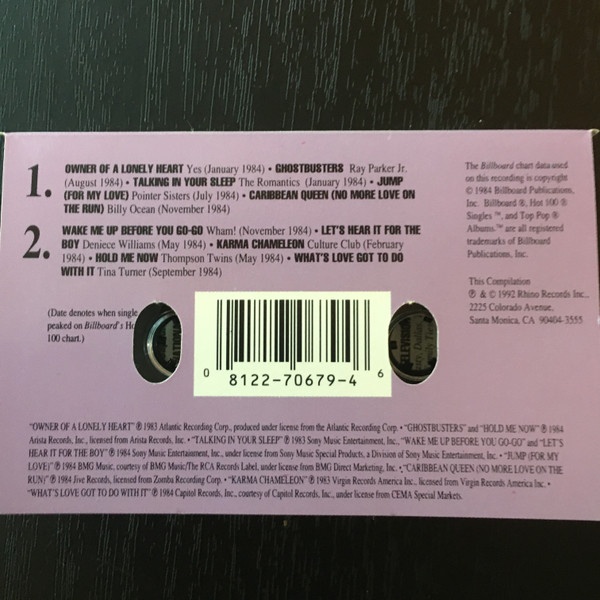 1. OWNER OF A LONELY HEART Yes (January 1984) • GHOSTBUSTERS Ray Parker Jr.
(August 1984) • TALKING IN YOUR SLEEP The Romantics (January 1984) • JUMP
(FOR MY LOVE) Pointer Sisters (July 1984) • CARIBBEAN QUEEN (NO MORE LOVE ON
THE RUN) Billy Ocean (November 1984)
2. WAKE ME UP BEFORE YOU GO-GO Wham! (November 1984) • LET'S HEAR IT FOR THE
BOY Deniece Williams (May 1984) • KARMA CHAMELEON Culture Club (February
1984) • HOLD ME NOW Thompson Twins (May 1984) • WHAT'S LOVE GOT TO DO
WITH IT Tina Turner (September 1984)
(Date denotes when single
peaked on Billboard's Ho
100 chart.)
The Billboard chart data used
on this recording is copyright
© 1984 Billboard Publications,
Inc. Billboard ®, Hot 100 ®
Singles ™, and Top Pop ®
Albums ™ are all registered
trademarks of Billboard
Publications, Inc.
This Compilation
℗ & © 1992 Rhino Records Inc.,
2225 Colorado Avenue,
Santa Monica, CA 90404-3555
TELEVISION
0 8122-70679-4 6
"OWNER OF A LONELY HEART" ℗ 1983 Atlantic Recording Corp., produced under license from the Atlantic Recording Corp. • "GHOSTBUSTERS" and "HOLD ME NOW" ℗ 1984
Arista Records, Inc., licensed from Arista Records, Inc. • "TALKING IN YOUR SLEEP" ℗ 1983 Sony Music Entertainment, Inc., "WAKE ME UP BEFORE YOU GO-GO" and "LET'S
HEAR IT FOR THE BOY" ℗ 1984 Sony Music Entertainment, Inc., under license from Sony Music Special Products, a Division of Sony Music Entertainment, Inc. • "JUMP (FOR MY
LOVE)" ℗ 1984 BMG Music, courtesy of BMG Music/The RCA Records Label, under license from BMG Direct Marketing, Inc. • "CARIBBEAN QUEEN (NO MORE LOVE ON THE
RUN)" ℗ 1984 Jive Records, licensed from Zomba Recording Corp. • "KARMA CHAMELEON" ℗ 1983 Virgin Records America Inc., licensed from Virgin Records America Inc. •
"WHAT'S LOVE GOT TO DO WITH IT" ℗ 1984 Capitol Records, Inc., courtesy of Capitol Records, Inc., under license from CEMA Special Markets.